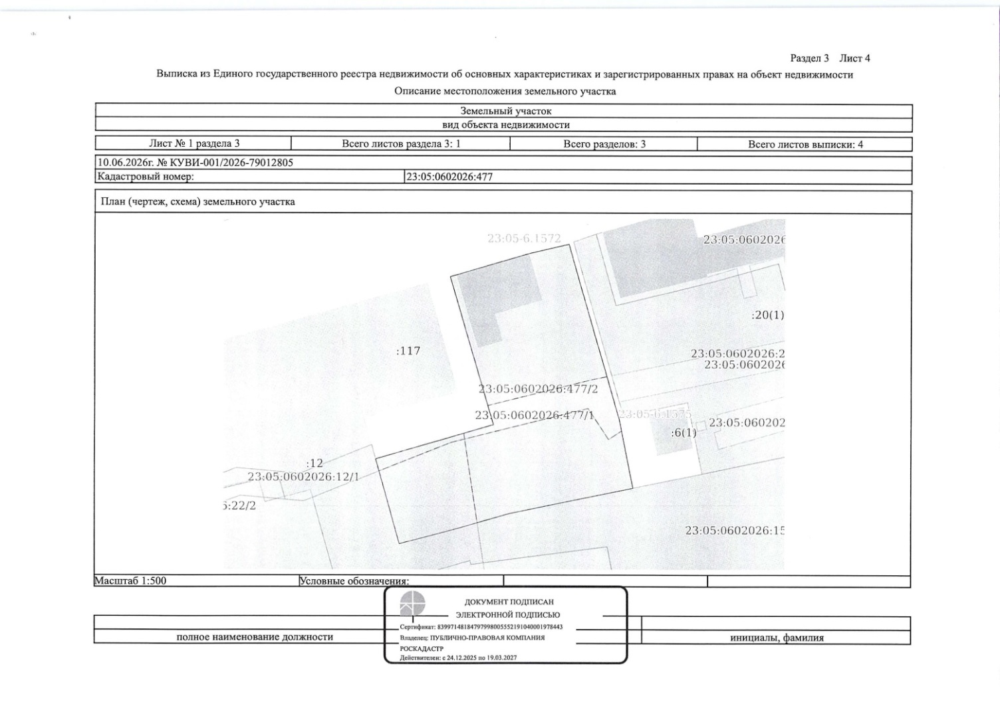 Раздел 3 Лист 4
Выписка из Единого государственного реестра недвижимости об основных характеристиках и зарегистрированных правах на объект недвижимости
Описание местоположения земельного участка
Земельный участок
вид объекта недвижимости
Лист № 1 раздела 3 Всего листов раздела 3: 1 Всего разделов: 3 Всего листов выписки: 4
10.06.2026г. № КУВИ-001/2026-79012805
Кадастровый номер: 23:05:0602026:477
План (чертеж, схема) земельного участка
23:05-6.1572
23:05:0602026
:20(1)
:117
23:05:0602026:2
23:05:0602026
23:05:0602026:477/2
23:05:0602026:477/1
23:05-6.1575
23:05:060202
:6(1)
:12
23:05:0602026:12/1
:22/2
23:05:0602026:15
Масштаб 1:500 Условные обозначения:
ДОКУМЕНТ ПОДПИСАН
ЭЛЕКТРОННОЙ ПОДПИСЬЮ
Сертификат: 83997148184797998005552191040001978443
Владелец: ПУБЛИЧНО-ПРАВОВАЯ КОМПАНИЯ
РОСКАДАСТР
Действителен: с 24.12.2025 по 19.03.2027
полное наименование должности
инициалы, фамилия